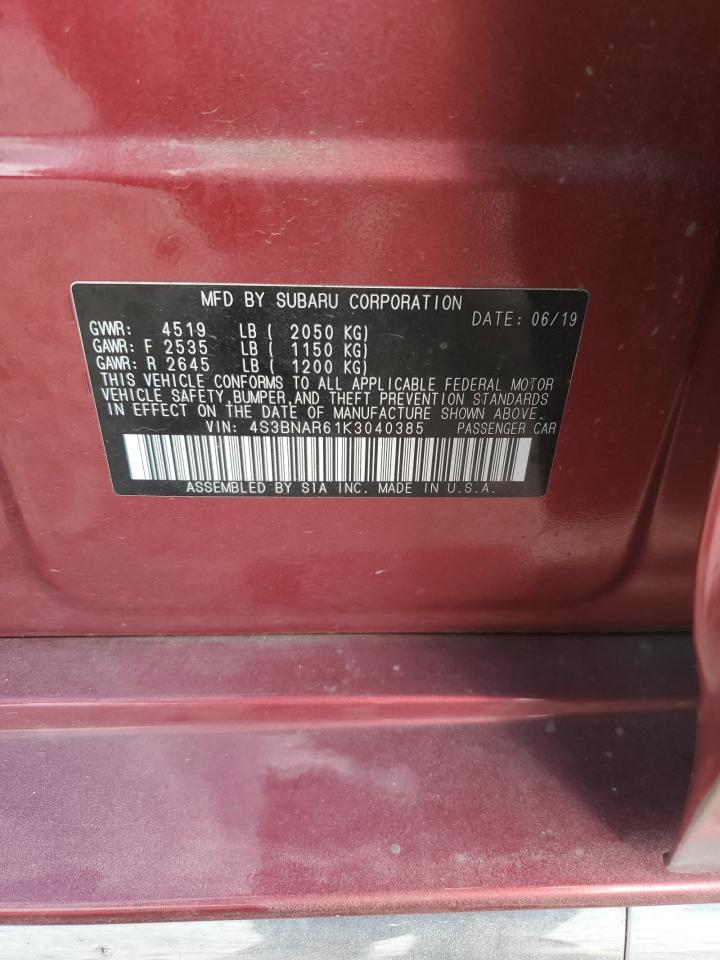 MFD BY SUBARU CORPORATION
DATE: 06/19
GVWR: 4519 LB ( 2050 KG)
GAWR: F 2535 LB ( 1150 KG)
GAWR: R 2645 LB ( 1200 KG)
THIS VEHICLE CONFORMS TO ALL APPLICABLE FEDERAL MOTOR
VEHICLE SAFETY,BUMPER,AND THEFT PREVENTION STANDARDS
IN EFFECT ON THE DATE OF MANUFACTURE SHOWN ABOVE.
VIN: 4S3BNAR61K3040385 PASSENGER CAR
ASSEMBLED BY SIA INC. MADE IN U.S.A.